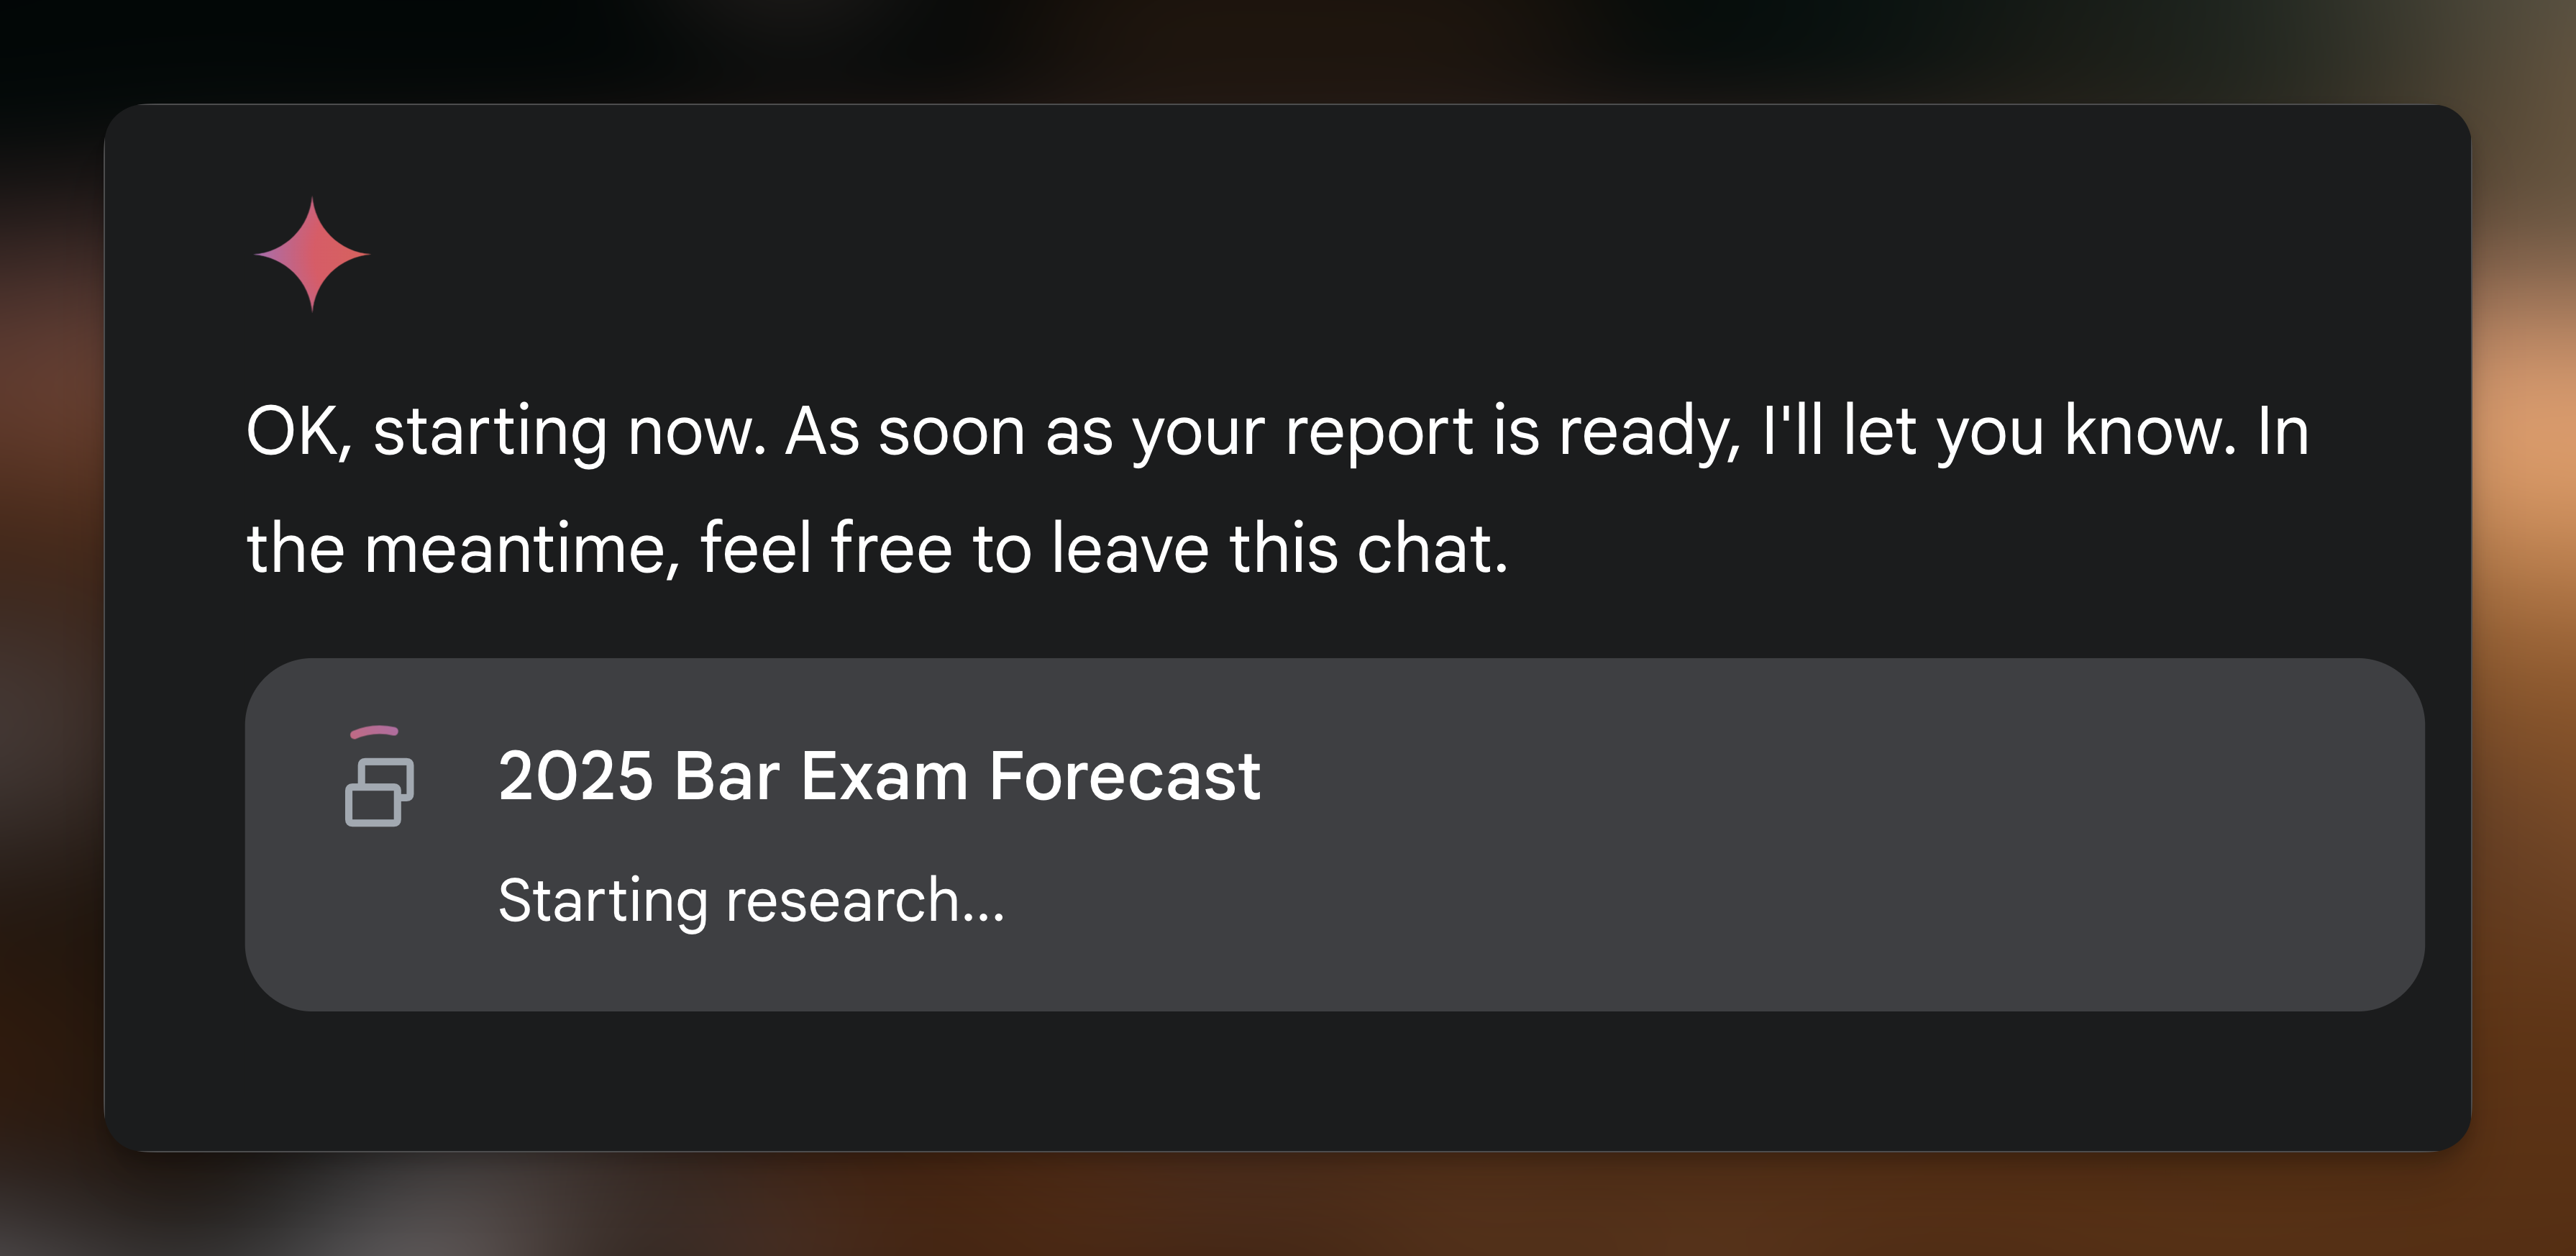 OK, starting now. As soon as your report is ready, I'll let you know. In
the meantime, feel free to leave this chat.
2025 Bar Exam Forecast
Starting research...